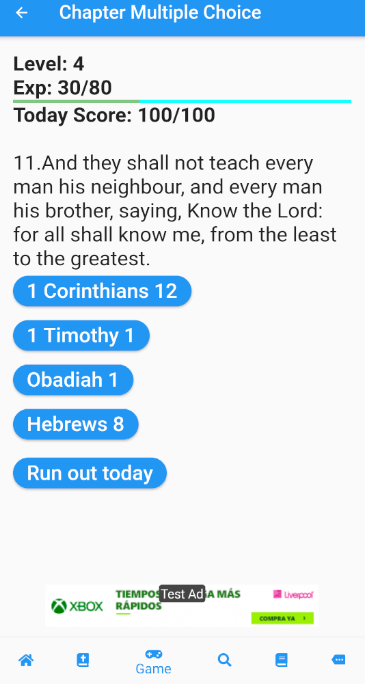 Chapter Multiple Choice
Level: 4
Exp: 30/80
Today Score: 100/100
11.And they shall not teach every
man his neighbour, and every man
his brother, saying, Know the Lord:
for all shall know me, from the least
to the greatest.
1 Corinthians 12
1 Timothy 1
Obadiah 1
Hebrews 8
Run out today
XBOX
TIEMPOS
GA MÁS
RÁPIDOS
Test Ad
Liverpool
COMPRA YA
Game